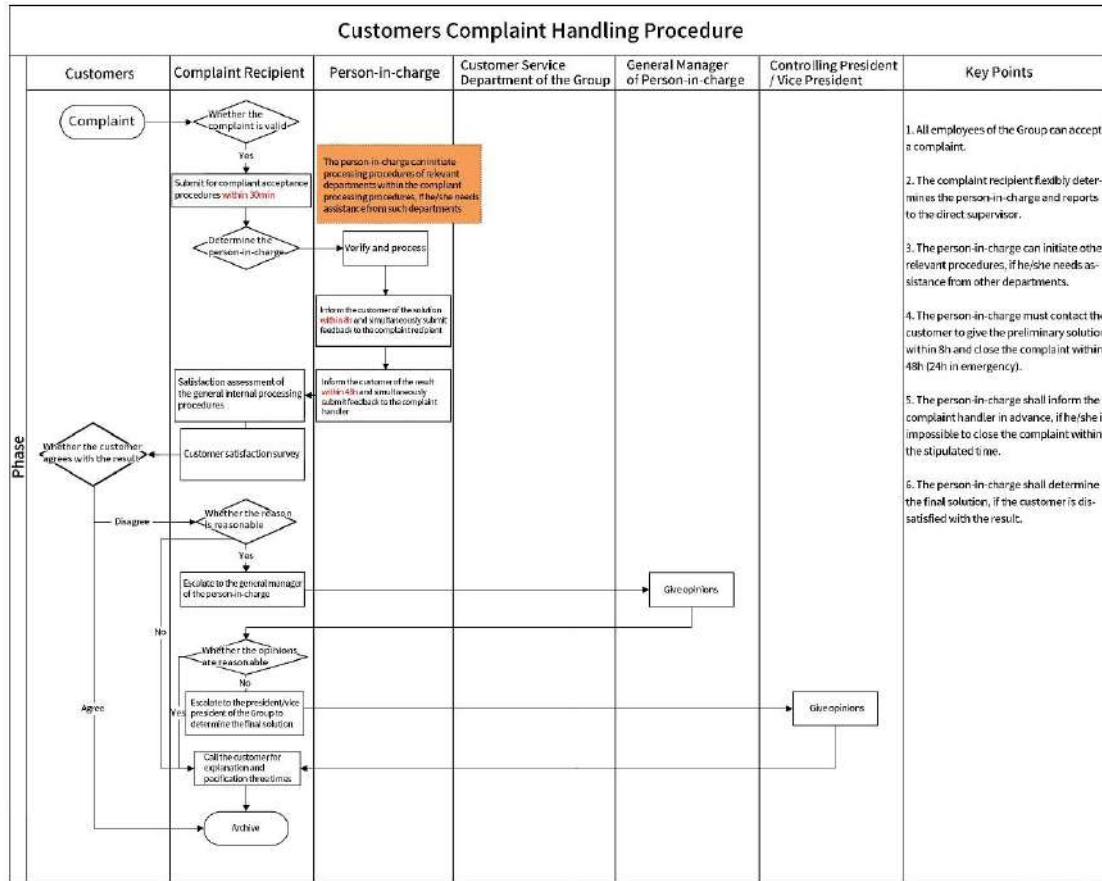 Customers Complaint Handling Procedure
Customers
Complaint Recipient
Person-in-charge
Customer Service
Department of the Group
General Manager
of Person-in-charge
Controlling President
/ Vice President
Key Points
Phase
Complaint
Whether the
complaint is valid
Yes
Submit for compliant acceptance
procedures within 30min
The person-in-charge can initiate
processing procedures of relevant
departments within the compliant
processing procedures, if he/she needs
assistance from such departments
Determine the
person-in-charge
Verify and process
Inform the customer of the solution
within 8h and simultaneously submit
feedback to the complaint recipient
Satisfaction assessment of
the general internal processing
procedures
Inform the customer of the result
within 48h and simultaneously
submit feedback to the complaint
handler
Whether the customer
agrees with the result
Customer satisfaction survey
Disagree
Whether the reason
is reasonable
Yes
Escalate to the general manager
of the person-in-charge
Give opinions
No
Whether the opinions
are reasonable
No
Agree
Yes
Escalate to the president/vice
president of the Group to
determine the final solution
Give opinions
Call the customer for
explanation and
pacification three times
Archive
1. All employees of the Group can accept
a complaint.
2. The complaint recipient flexibly deter-
mines the person-in-charge and reports
to the direct supervisor.
3. The person-in-charge can initiate othe
relevant procedures, if he/she needs as-
sistance from other departments.
4. The person-in-charge must contact the
customer to give the preliminary solution
within 8h and close the complaint within
48h (24h in emergency).
5. The person-in-charge shall inform the
complaint handler in advance, if he/she i
impossible to close the complaint within
the stipulated time.
6. The person-in-charge shall determine
the final solution, if the customer is dis-
satisfied with the result.